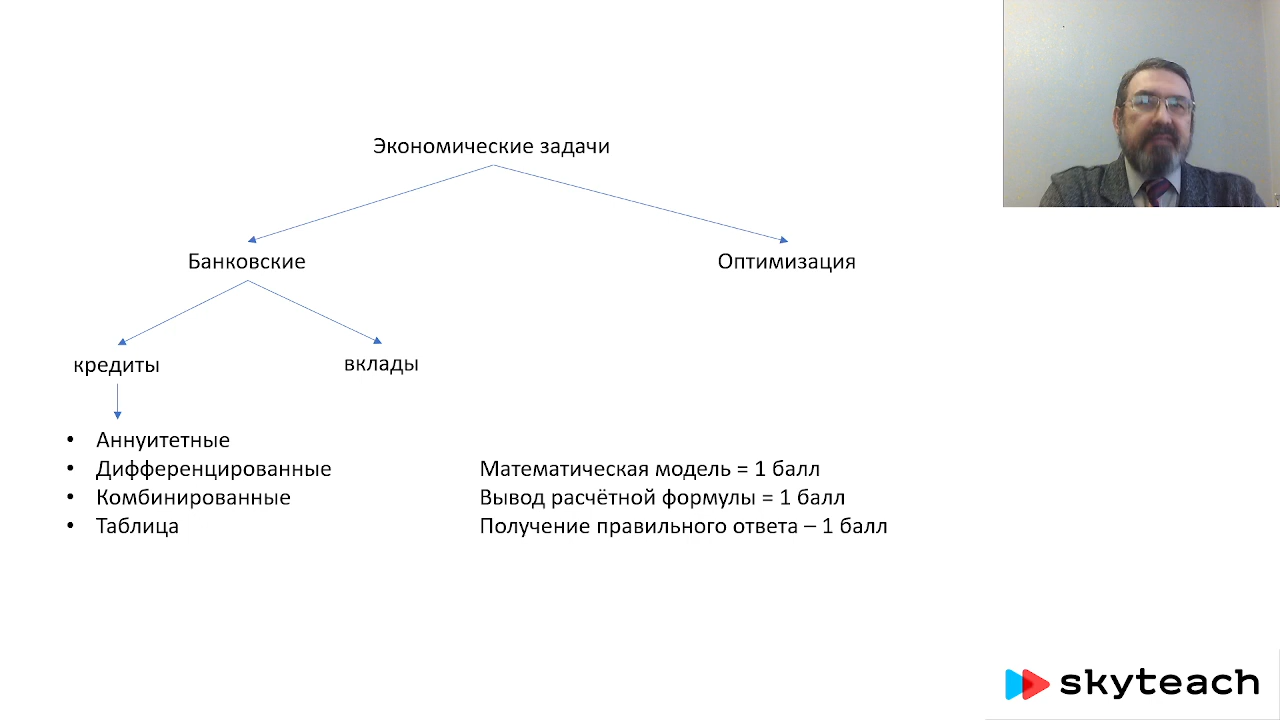 Экономические задачи
Банковские
Оптимизация
кредиты
вклады
• Аннуитетные
• Дифференцированные
• Комбинированные
• Таблица
Математическая модель = 1 балл
Вывод расчётной формулы = 1 балл
Получение правильного ответа – 1 балл
skyteach